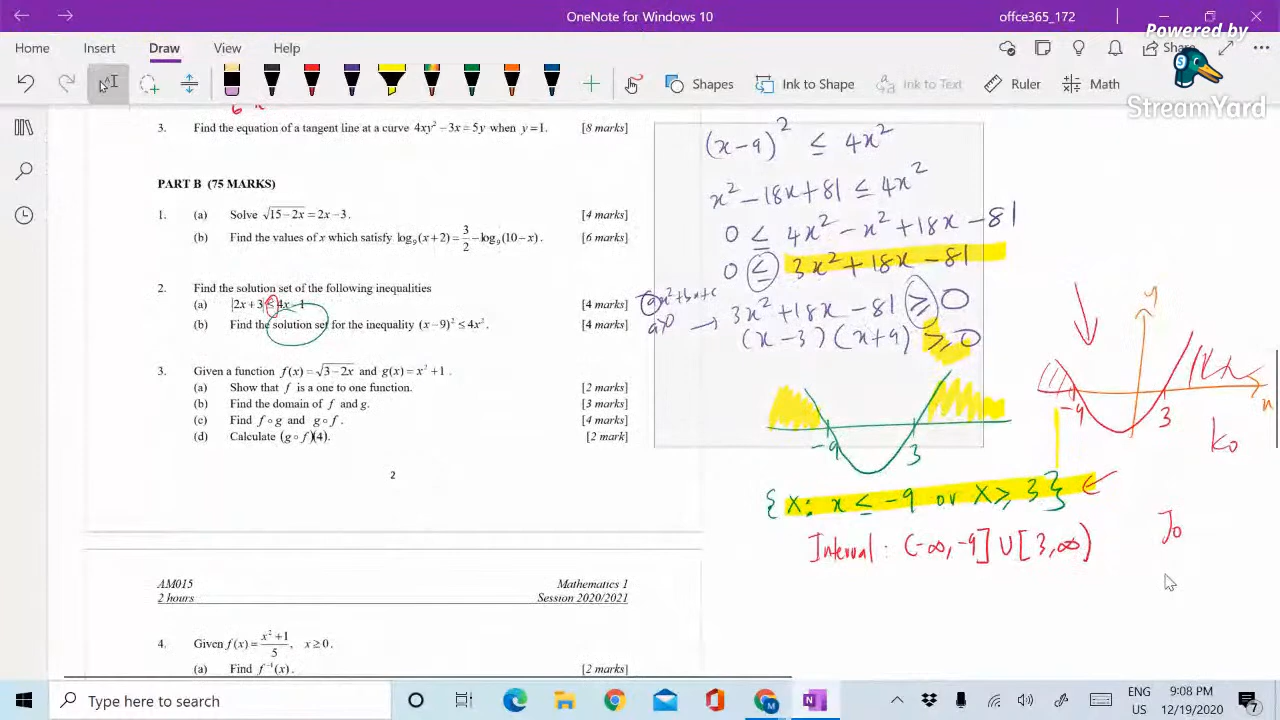 OneNote for Windows 10
offce365_172
Powered by
StreamYard
Home Insert Draw View Help
Share
Shapes
Ink to Shape
Ink to Text
Ruler
Math
3. Find the equation of a tangent line at a curve 4xy² − 3x = 5y when y = 1. [8 marks]
PART B (75 MARKS)
1. (a) Solve √(15 − 2x) = 2x − 3. [4 marks]
(b) Find the values of x which satisfy log₉(x + 2) = 3/2 − log₉(10 − x). [6 marks]
2. Find the solution set of the following inequalities
(a) |2x + 3| ≤ 4x − 1 [4 marks]
(b) Find the solution set for the inequality (x − 9)² ≤ 4x². [4 marks]
3. Given a function f(x) = √(3 − 2x) and g(x) = x² + 1.
(a) Show that f is a one to one function. [2 marks]
(b) Find the domain of f and g. [3 marks]
(c) Find f ∘ g and g ∘ f. [4 marks]
(d) Calculate (g ∘ f)(4). [2 mark]
2
AM015 Mathematics 1
2 hours Session 2020/2021
4. Given f(x) = (x² + 1)/5, x ≥ 0.
(a) Find f⁻¹(x). [2 marks]
(x − 9)² ≤ 4x²
x² − 18x + 81 ≤ 4x²
0 ≤ 4x² − x² + 18x − 81
0 ≤ 3x² + 18x − 81
ax² + bx + c
3x² + 18x − 81 ≥ 0
a>0 → (x − 3)(x + 9) ≥ 0
−9 3
y
x
−9 3
{x: x ≤ −9 or x ≥ 3}
Interval: (−∞, −9] ∪ [3, ∞)
Type here to search
ENG
US
9:08 PM
12/19/2020
7